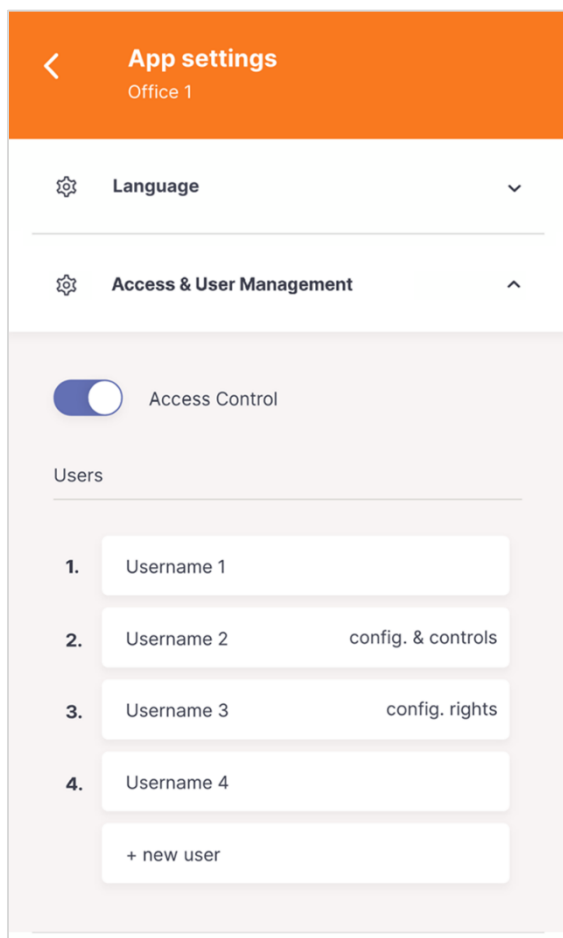 App settings
Office 1
Language
Access & User Management
Access Control
Users
1. Username 1
2. Username 2 config. & controls
3. Username 3 config. rights
4. Username 4
+ new user